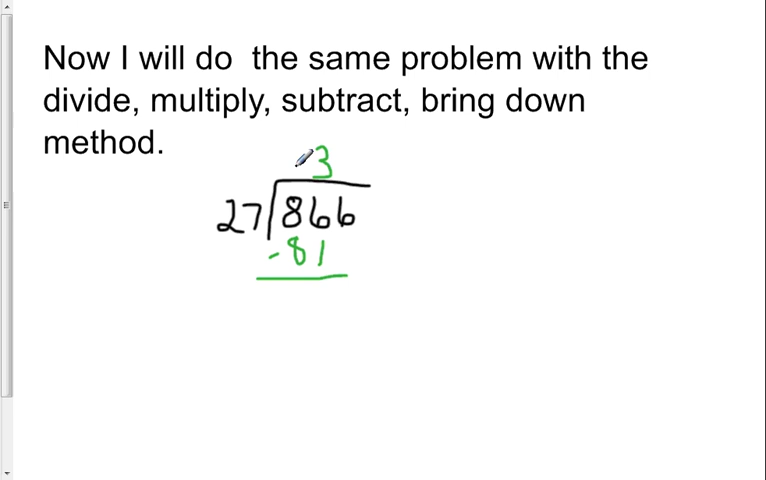 Now I will do the same problem with the
divide, multiply, subtract, bring down
method.
3
27 866
-81